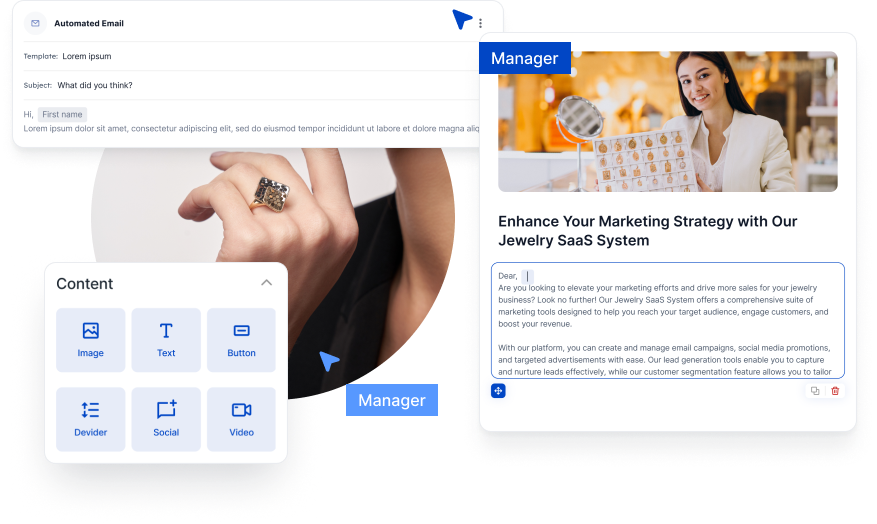 Automated Email
Template: Lorem ipsum
Subject: What did you think?
Hi, First name
Lorem ipsum dolor sit amet, consectetur adipiscing elit, sed do eiusmod tempor incididunt ut labore et dolore magna aliq
Manager
Enhance Your Marketing Strategy with Our
Jewelry SaaS System
Dear,
Are you looking to elevate your marketing efforts and drive more sales for your jewelry
business? Look no further! Our Jewelry SaaS System offers a comprehensive suite of
marketing tools designed to help you reach your target audience, engage customers, and
boost your revenue.
With our platform, you can create and manage email campaigns, social media promotions,
and targeted advertisements with ease. Our lead generation tools enable you to capture
and nurture leads effectively, while our customer segmentation feature allows you to tailor
Content
Image
Text
Button
Devider
Social
Video
Manager